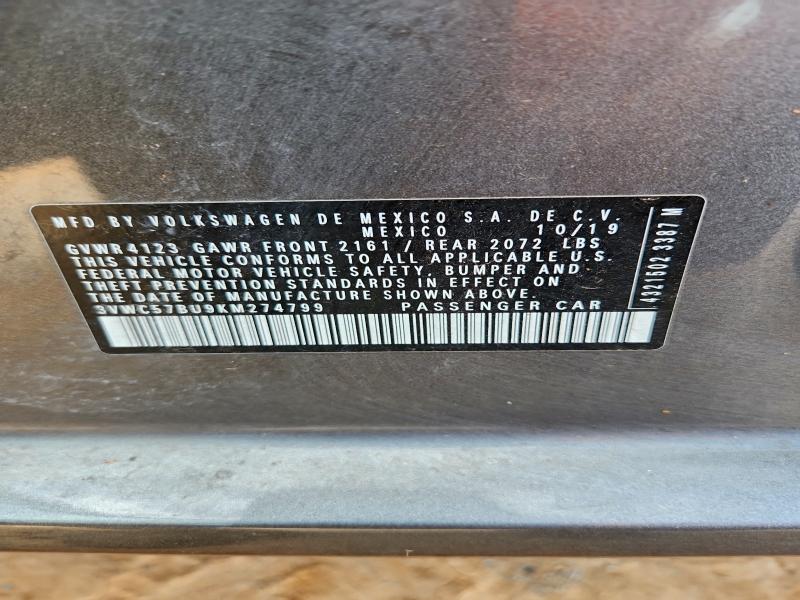 MFD BY VOLKSWAGEN DE MEXICO S.A. DE C.V.
MEXICO 10/19
GVWR 4123 GAWR FRONT 2161 / REAR 2072 LBS
THIS VEHICLE CONFORMS TO ALL APPLICABLE U.S.
FEDERAL MOTOR VEHICLE SAFETY, BUMPER AND
THEFT PREVENTION STANDARDS IN EFFECT ON
THE DATE OF MANUFACTURE SHOWN ABOVE.
3VWC57BU9KM274799 PASSENGER CAR
4321502 3387 M